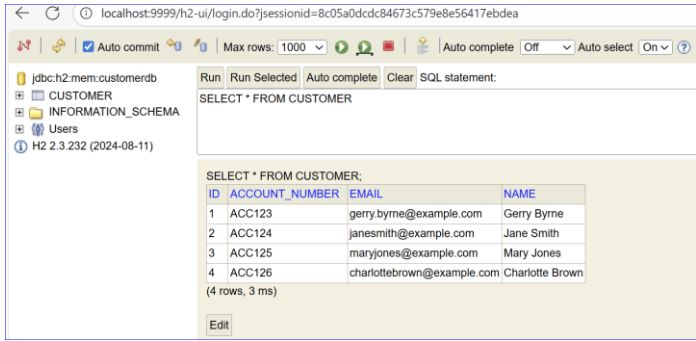 localhost:9999/h2-ui/login.do?jsessionid=8c05a0dcdc84673c579e8e56417ebdea
Auto commit Max rows: 1000 Auto complete Off Auto select On ?
jdbc:h2:mem:customerdb
CUSTOMER
INFORMATION_SCHEMA
Users
H2 2.3.232 (2024-08-11)
Run Run Selected Auto complete Clear SQL statement:
SELECT * FROM CUSTOMER
SELECT * FROM CUSTOMER;
ID ACCOUNT_NUMBER EMAIL NAME
1 ACC123 gerry.byrne@example.com Gerry Byrne
2 ACC124 janesmith@example.com Jane Smith
3 ACC125 maryjones@example.com Mary Jones
4 ACC126 charlottebrown@example.com Charlotte Brown
(4 rows, 3 ms)
Edit